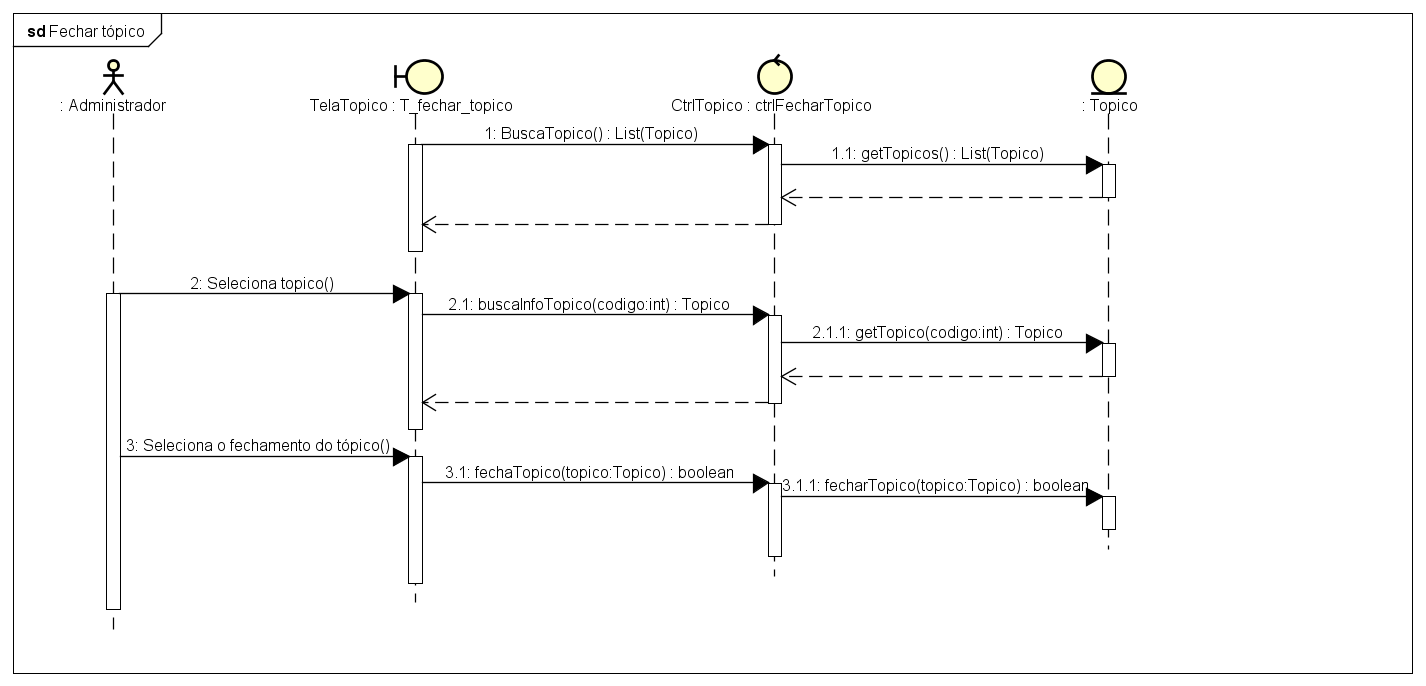 sd Fechar tópico
: Administrador
TelaTopico : T_fechar_topico
CtrlTopico : ctrlFecharTopico
: Topico
1: BuscaTopico() : List(Topico)
1.1: getTopicos() : List(Topico)
2: Seleciona topico()
2.1: buscaInfoTopico(codigo:int) : Topico
2.1.1: getTopico(codigo:int) : Topico
3: Seleciona o fechamento do tópico()
3.1: fechaTopico(topico:Topico) : boolean
3.1.1: fecharTopico(topico:Topico) : boolean